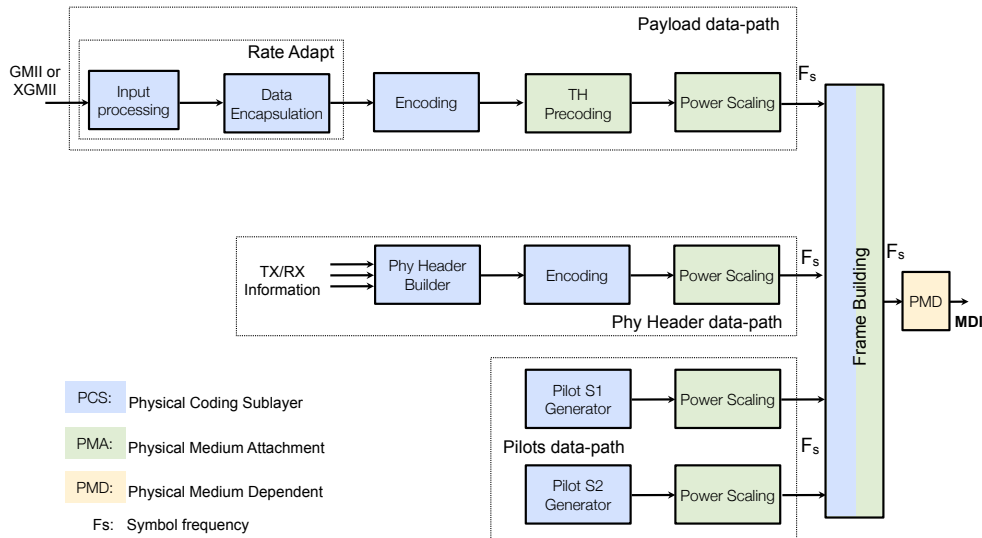 Payload data-path
Rate Adapt
GMII or
XGMII
Input
processing
Data
Encapsulation
Encoding
TH
Precoding
Power Scaling
Fs
TX/RX
Information
Phy Header
Builder
Encoding
Power Scaling
Fs
Phy Header data-path
Frame Building
Fs
PMD
MDI
Pilot S1
Generator
Power Scaling
Pilots data-path
Fs
Pilot S2
Generator
Power Scaling
PCS: Physical Coding Sublayer
PMA: Physical Medium Attachment
PMD: Physical Medium Dependent
Fs: Symbol frequency